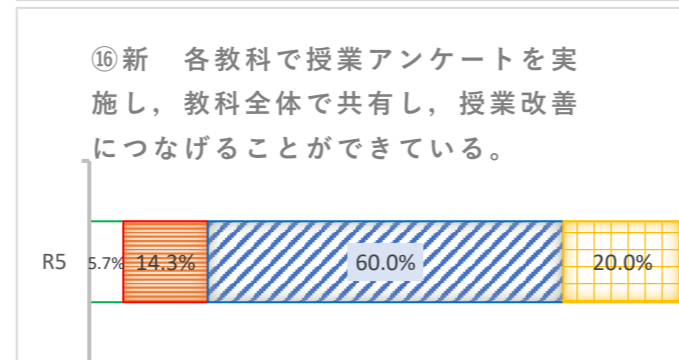 ⑯新　各教科で授業アンケートを実
施し，教科全体で共有し，授業改善
につなげることができている。
R5 5.7% 14.3% 60.0% 20.0%